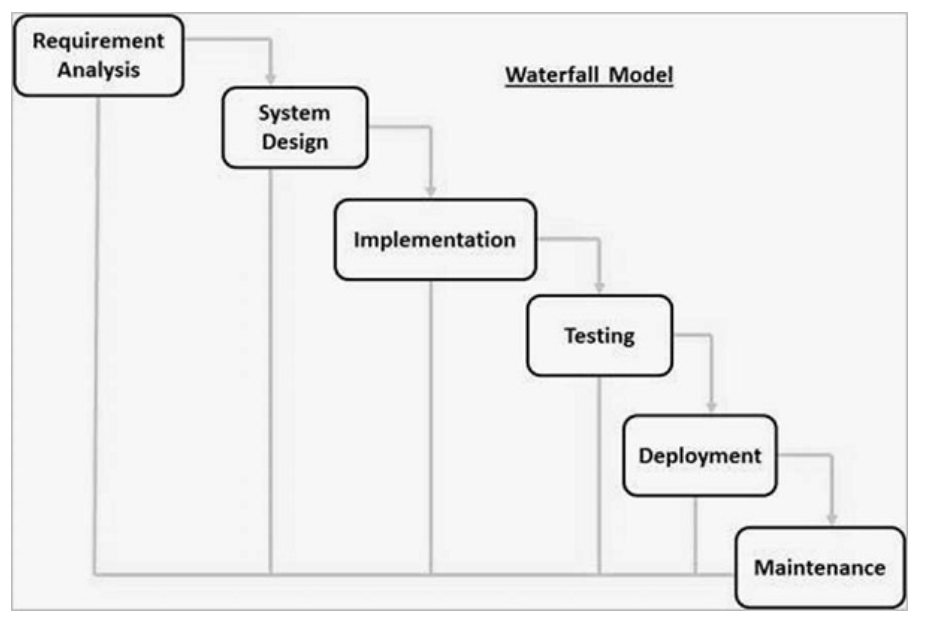 Requirement
Analysis
Waterfall Model
System
Design
Implementation
Testing
Deployment
Maintenance